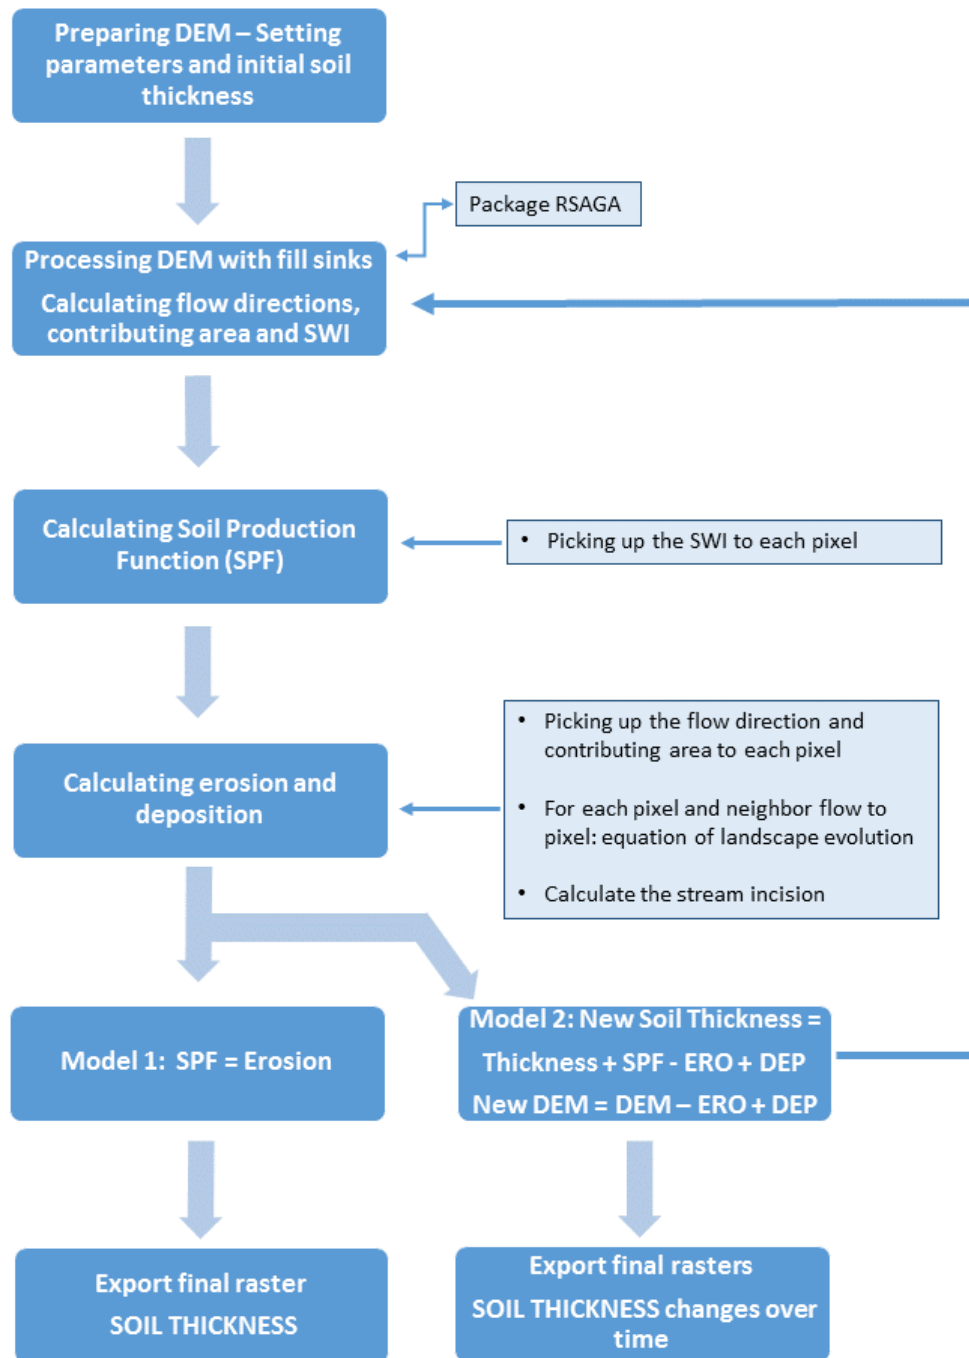 Preparing DEM – Setting
parameters and initial soil
thickness
Package RSAGA
Processing DEM with fill sinks
Calculating flow directions,
contributing area and SWI
Calculating Soil Production
Function (SPF)
• Picking up the SWI to each pixel
Calculating erosion and
deposition
• Picking up the flow direction and
contributing area to each pixel
• For each pixel and neighbor flow to
pixel: equation of landscape evolution
• Calculate the stream incision
Model 1: SPF = Erosion
Model 2: New Soil Thickness =
Thickness + SPF - ERO + DEP
New DEM = DEM – ERO + DEP
Export final raster
SOIL THICKNESS
Export final rasters
SOIL THICKNESS changes over
time